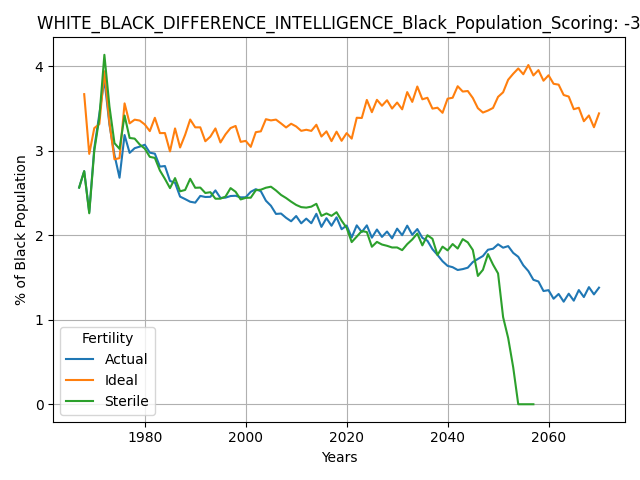 WHITE_BLACK_DIFFERENCE_INTELLIGENCE_Black_Population_Scoring: -3
% of Black Population
4
3
2
1
0
Fertility
Actual
Ideal
Sterile
1980 2000 2020 2040 2060
Years